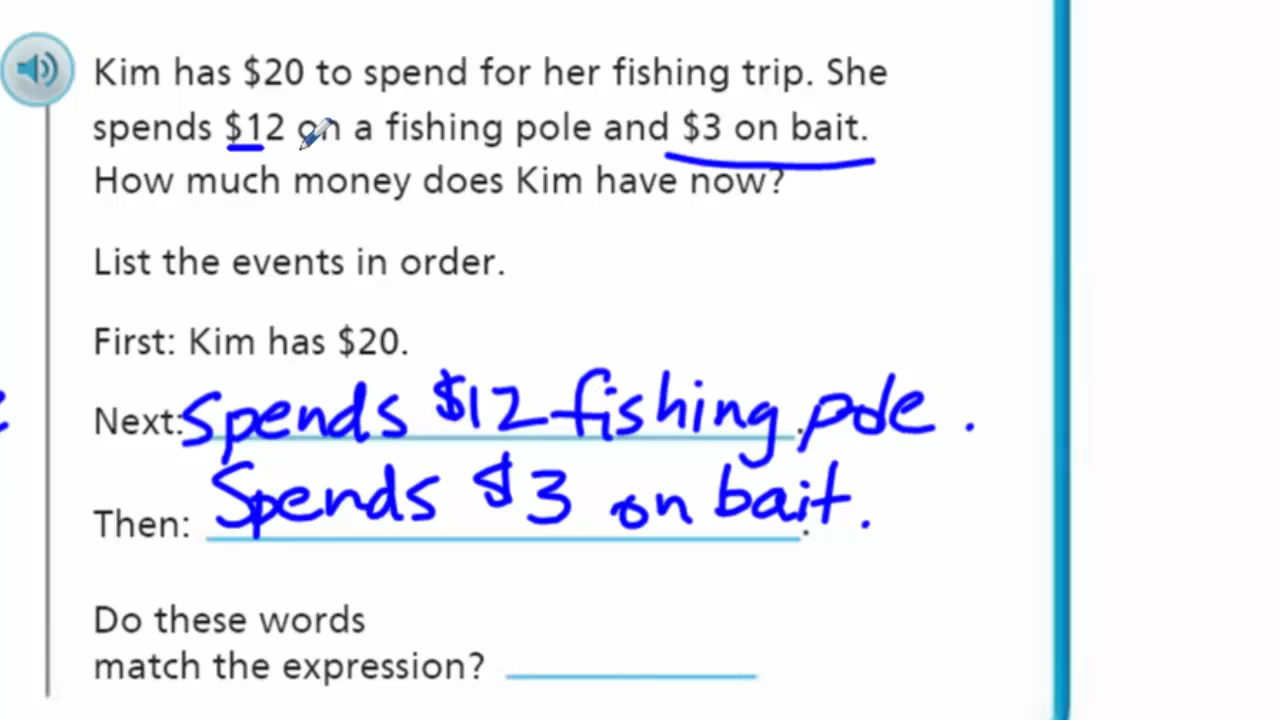 Kim has $20 to spend for her fishing trip. She
spends $12 on a fishing pole and $3 on bait.
How much money does Kim have now?
List the events in order.
First: Kim has $20.
Next: spends $12 fishing pole.
Then: Spends $3 on bait.
Do these words
match the expression?